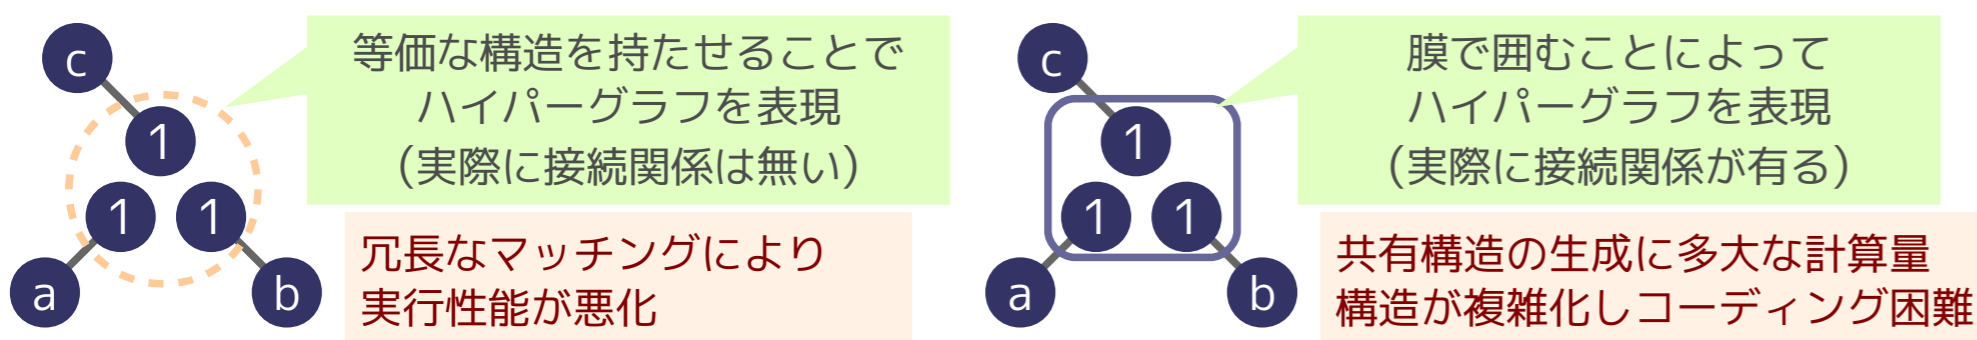 c
1
1
1
a
b
等価な構造を持たせることで
ハイパーグラフを表現
(実際に接続関係は無い)
冗長なマッチングにより
実行性能が悪化
c
1
1
1
a
b
膜で囲むことによって
ハイパーグラフを表現
(実際に接続関係が有る)
共有構造の生成に多大な計算量
構造が複雑化しコーディング困難